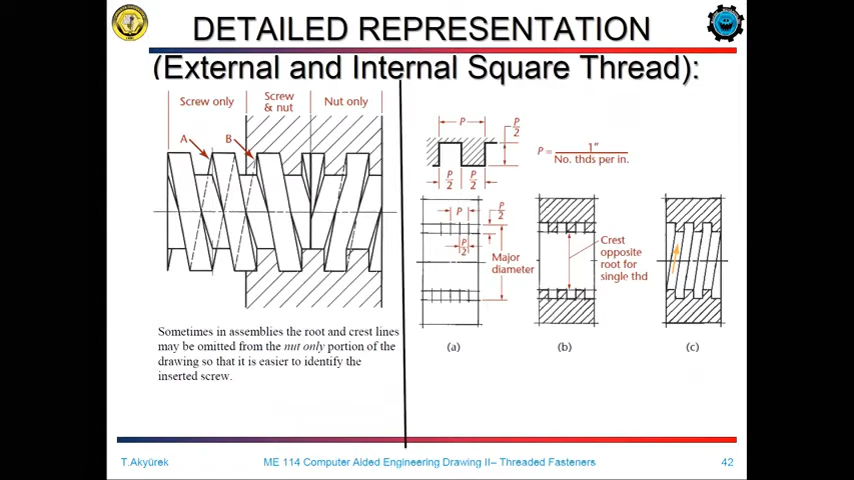 DETAILED REPRESENTATION
(External and Internal Square Thread):
Screw only
Screw
& nut
Nut only
A
B
P
P
2
P
2
P
2
P = 1"
No. thds per in.
P
P
2
P
2
Major
diameter
Crest
opposite
root for
single thd
(a)
(b)
(c)
Sometimes in assemblies the root and crest lines
may be omitted from the nut only portion of the
drawing so that it is easier to identify the
inserted screw.
T.Akyürek
ME 114 Computer Aided Engineering Drawing II– Threaded Fasteners
42